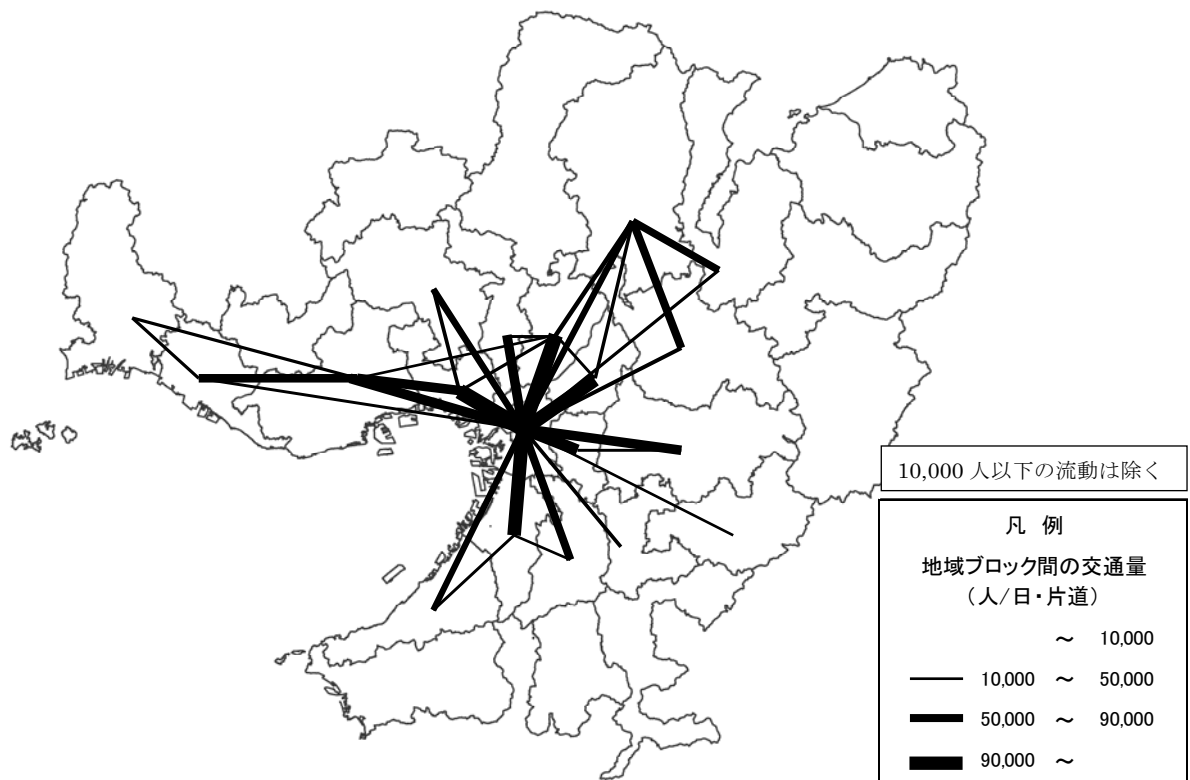 10,000 人以下の流動は除く
凡 例
地域ブロック間の交通量
（人/日・片道）
～ 10,000
10,000 ～ 50,000
50,000 ～ 90,000
90,000 ～